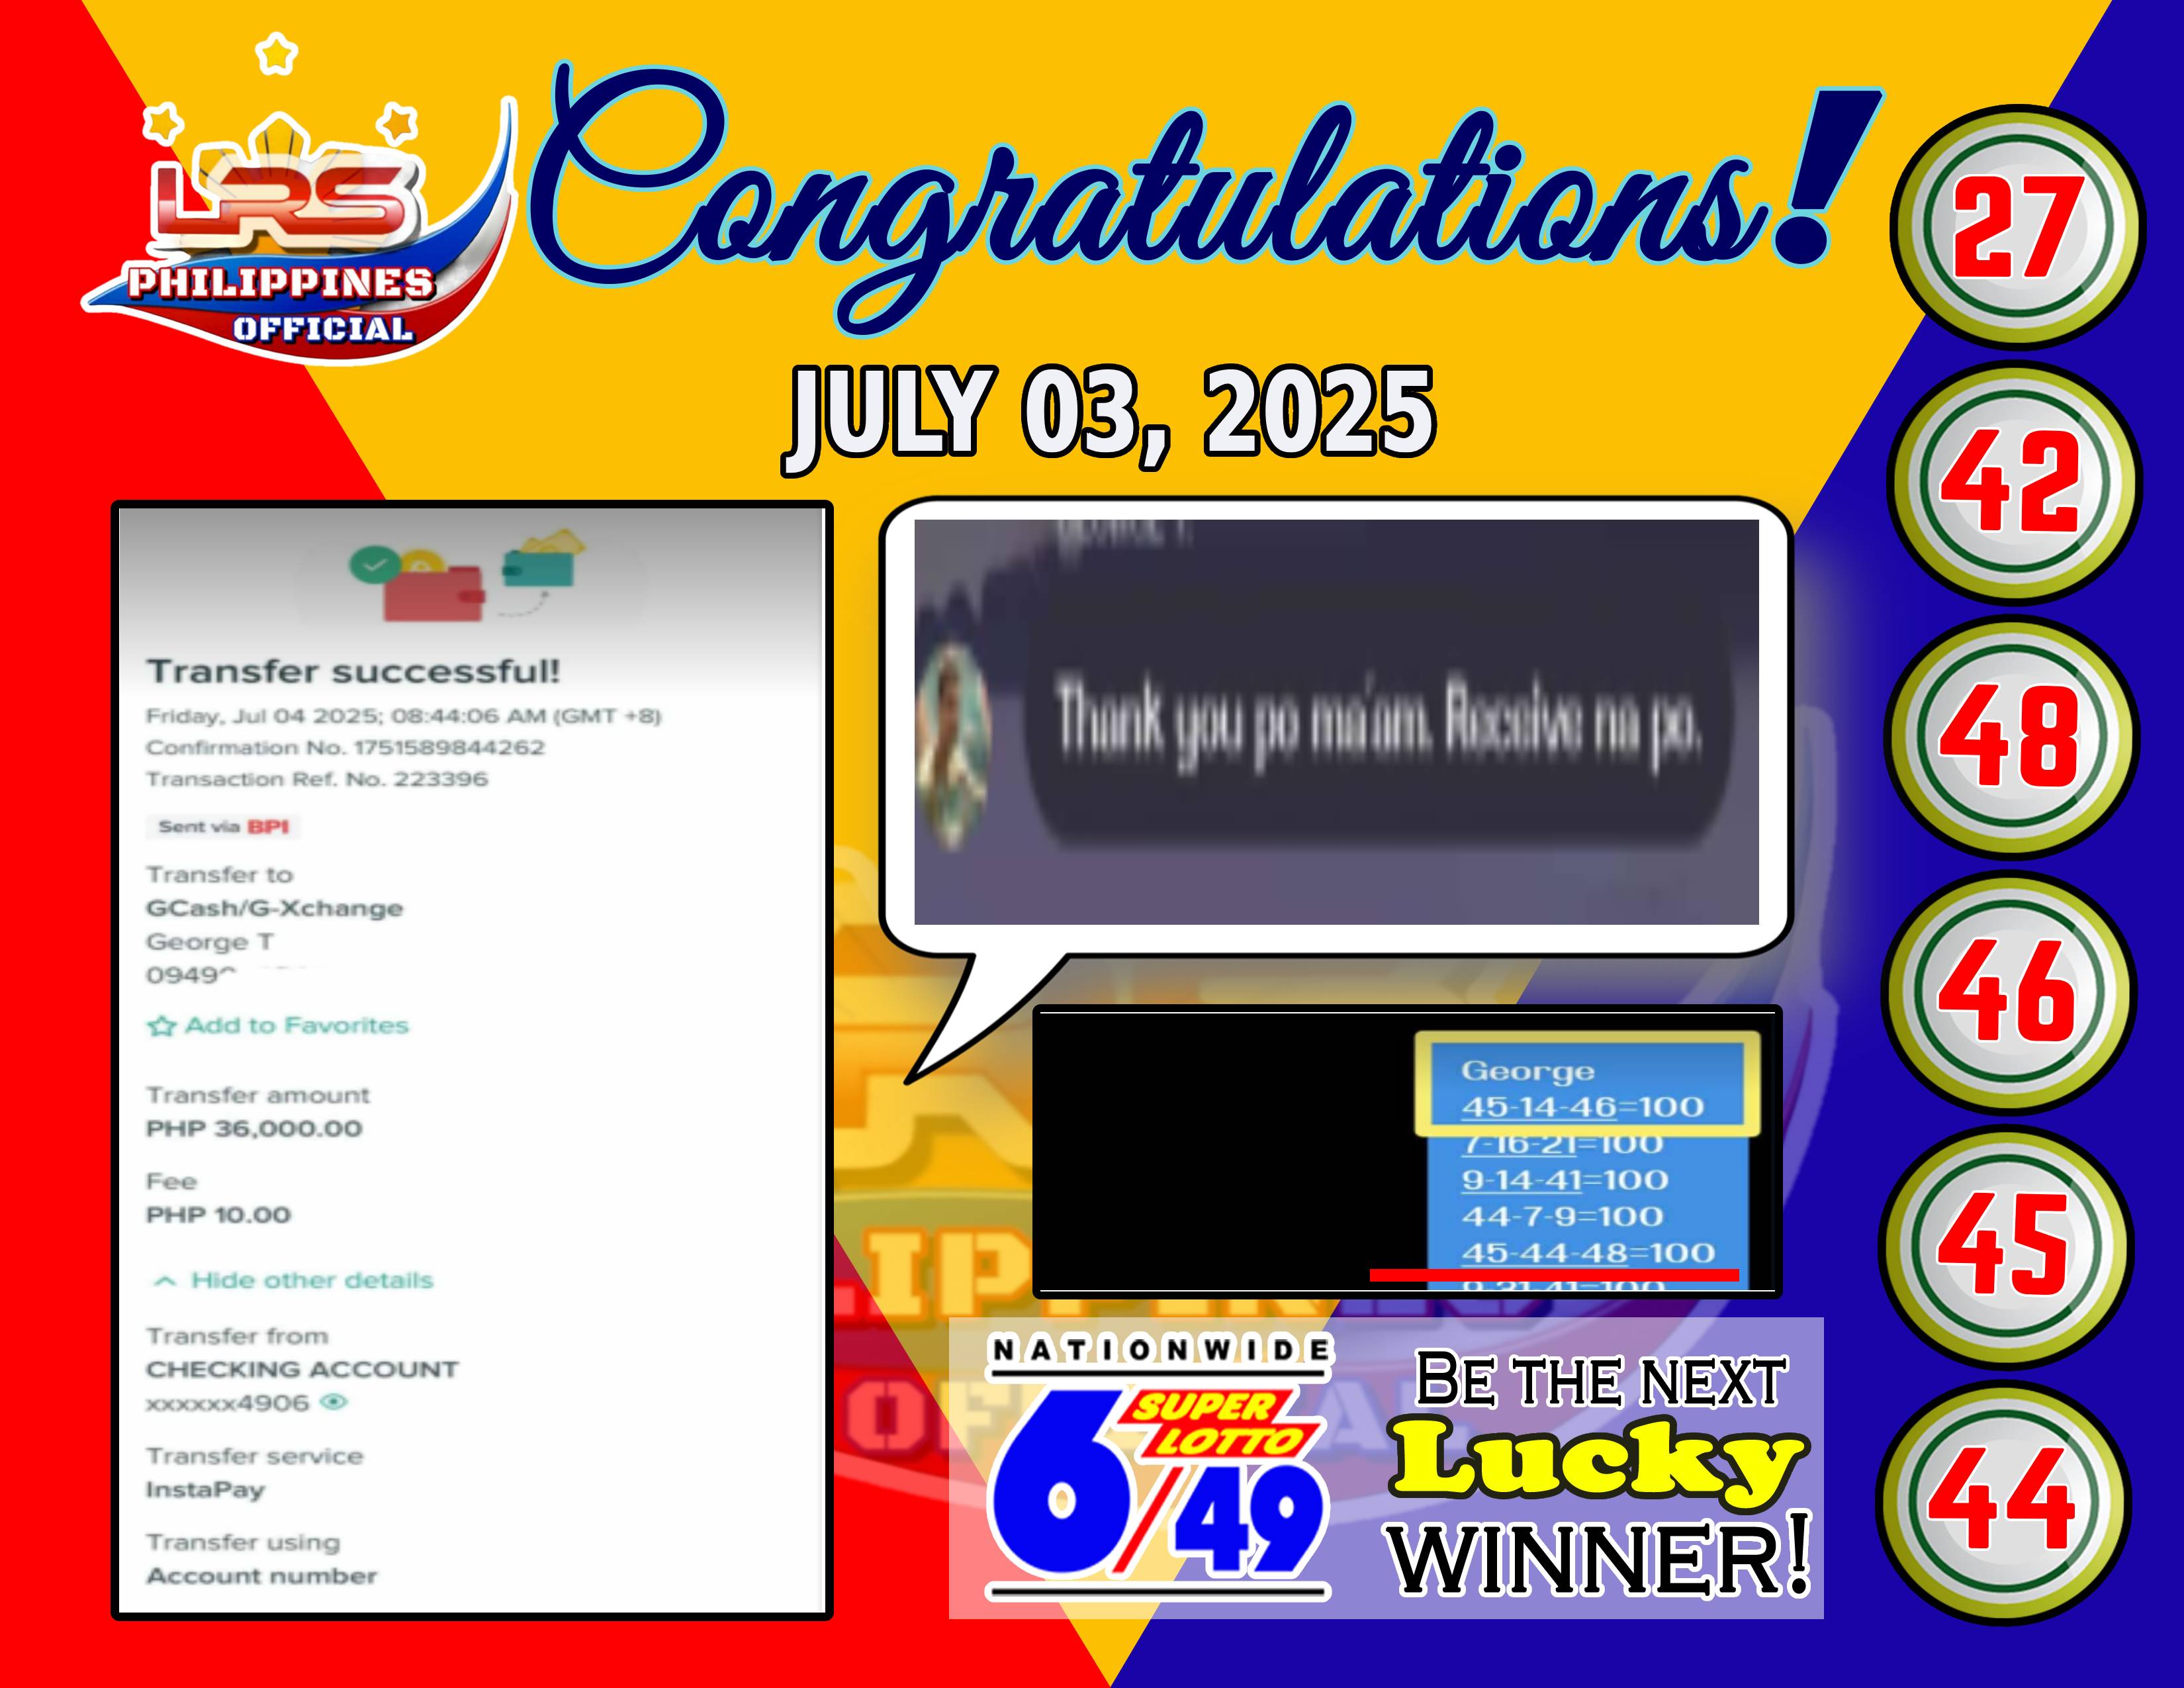 LRS
PHILIPPINES
OFFICIAL
Congratulations!
JULY 03, 2025
Transfer successful!
Friday, Jul 04 2025; 08:44:06 AM (GMT +8)
Confirmation No. 1751589844262
Transaction Ref. No. 223396
Sent via BPI
Transfer to
GCash/G-Xchange
George T
0949
Add to Favorites
Transfer amount
PHP 36,000.00
Fee
PHP 10.00
Hide other details
Transfer from
CHECKING ACCOUNT
xxxxxx4906
Transfer service
InstaPay
Transfer using
Account number
Thank you po ma'am. Receive na po.
George
45-14-46=100
7-16-21=100
9-14-41=100
44-7-9=100
45-44-48=100
9-21-41=100
NATIONWIDE
SUPER
LOTTO
6/49
BE THE NEXT
Lucky
WINNER!
27
42
48
46
45
44